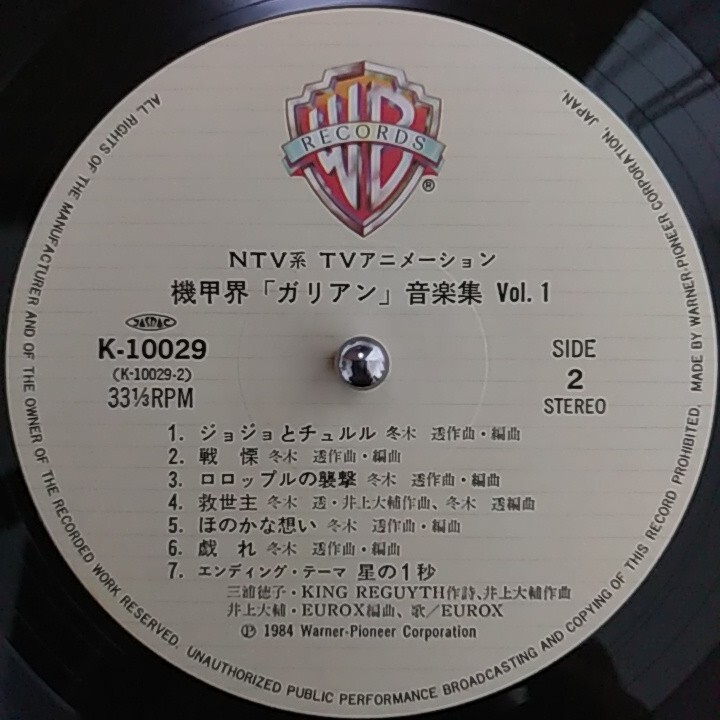 WB
RECORDS
®
NTV系 TVアニメーション
機甲界「ガリアン」音楽集 Vol. 1
JASRAC
K-10029
(K-10029-2)
33⅓RPM
SIDE
2
STEREO
1. ジョジョとチュルル 冬木 透作曲・編曲
2. 戦 慄 冬木 透作曲・編曲
3. ロロップルの襲撃 冬木 透作曲・編曲
4. 救世主 冬木 透・井上大輔作曲、冬木 透編曲
5. ほのかな想い 冬木 透作曲・編曲
6. 戯 れ 冬木 透作曲・編曲
7. エンディング・テーマ 星の1秒
三浦徳子・KING REGUYTH作詩、井上大輔作曲
井上大輔・EUROX編曲、歌/EUROX
Ⓟ 1984 Warner-Pioneer Corporation
ALL RIGHTS OF THE MANUFACTURER AND OF THE OWNER OF THE RECORDED WORK RESERVED. UNAUTHORIZED PUBLIC PERFORMANCE BROADCASTING AND COPYING OF THIS RECORD PROHIBITED. MADE BY WARNER-PIONEER CORPORATION, JAPAN.